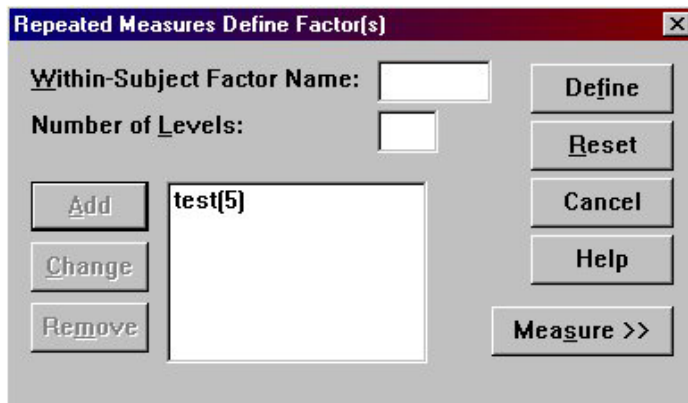 Repeated Measures Define Factor(s)
Within-Subject Factor Name:
Define
Number of Levels:
Reset
Add
test(5)
Cancel
Change
Help
Remove
Measure >>